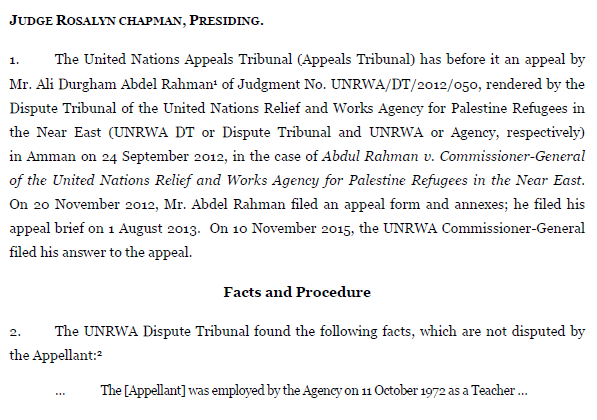 JUDGE ROSALYN CHAPMAN, PRESIDING.
1. The United Nations Appeals Tribunal (Appeals Tribunal) has before it an appeal by
Mr. Ali Durgham Abdel Rahman¹ of Judgment No. UNRWA/DT/2012/050, rendered by the
Dispute Tribunal of the United Nations Relief and Works Agency for Palestine Refugees in
the Near East (UNRWA DT or Dispute Tribunal and UNRWA or Agency, respectively)
in Amman on 24 September 2012, in the case of Abdul Rahman v. Commissioner-General
of the United Nations Relief and Works Agency for Palestine Refugees in the Near East.
On 20 November 2012, Mr. Abdel Rahman filed an appeal form and annexes; he filed his
appeal brief on 1 August 2013. On 10 November 2015, the UNRWA Commissioner-General
filed his answer to the appeal.
Facts and Procedure
2. The UNRWA Dispute Tribunal found the following facts, which are not disputed by
the Appellant:²
... The [Appellant] was employed by the Agency on 11 October 1972 as a Teacher ...